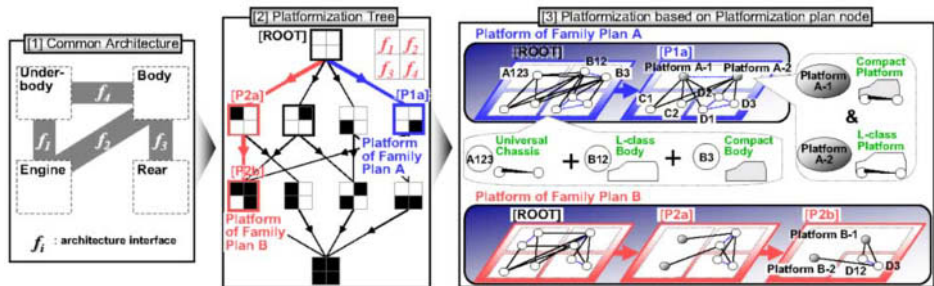 [1] Common Architecture
Under-
body
Body
f4
f1
f2
f3
Engine
Rear
fi : architecture interface
[2] Platformization Tree
[ROOT]
f1 f2
f3 f4
[P2a]
[P1a]
Platform
of Family
Plan A
[P2b]
Platform
of Family
Plan B
[3] Platformization based on Platformization plan node
Platform of Family Plan A
[ROOT]
[P1a]
A123
B12
B3
Platform A-1
Platform A-2
C1
C2
D2
D1
D3
Compact
Platform
Platform
A-1
&
L-class
Platform
Platform
A-2
A123
Universal
Chassis
+
B12
L-class
Body
+
B3
Compact
Body
Platform of Family Plan B
[ROOT]
[P2a]
[P2b]
Platform B-1
Platform B-2
D12
D3